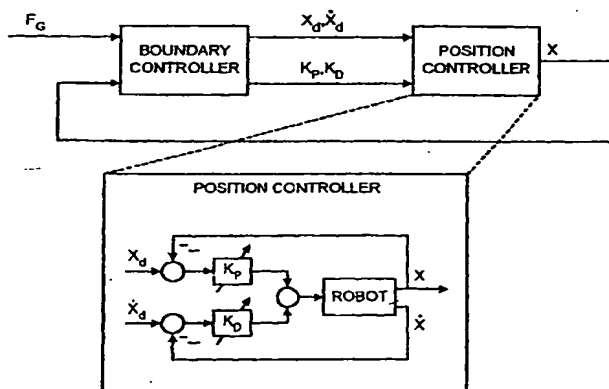 F_G
BOUNDARY
CONTROLLER
X_d,Ẋ_d
K_P,K_D
POSITION
CONTROLLER
X
POSITION CONTROLLER
X_d
K_P
Ẋ_d
K_D
ROBOT
X
Ẋ